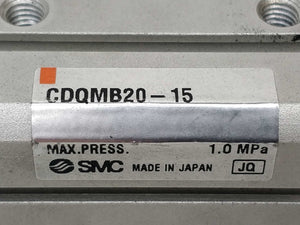 CDQMB20-15
MAX.PRESS. 1.0 MPa
SMC MADE IN JAPAN JQ